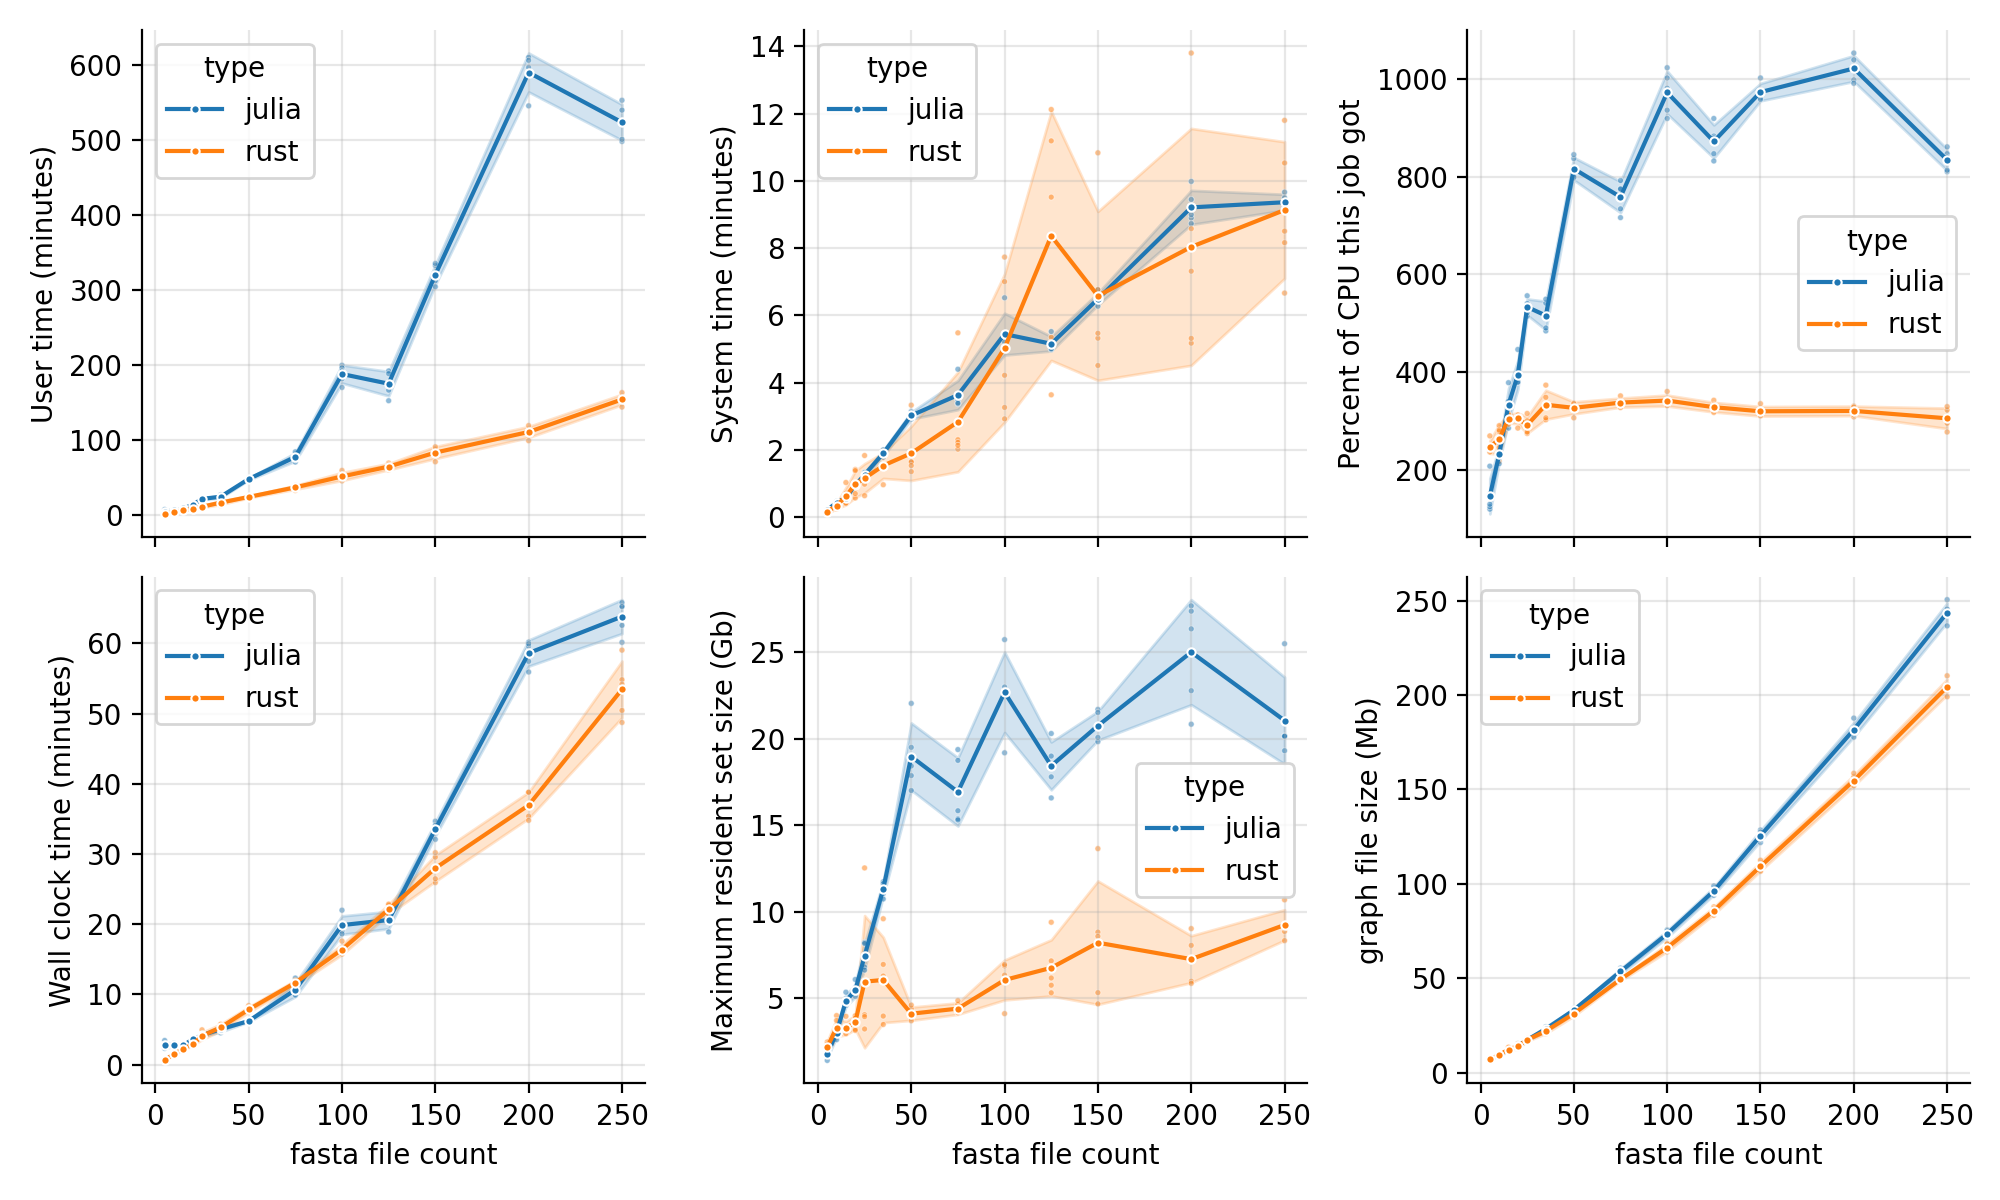 User time (minutes)
600
500
400
300
200
100
0
type
julia
rust
System time (minutes)
14
12
10
8
6
4
2
0
type
julia
rust
Percent of CPU this job got
1000
800
600
400
200
type
julia
rust
Wall clock time (minutes)
60
50
40
30
20
10
0
type
julia
rust
0 50 100 150 200 250
fasta file count
Maximum resident set size (Gb)
25
20
15
10
5
type
julia
rust
0 50 100 150 200 250
fasta file count
graph file size (Mb)
250
200
150
100
50
0
type
julia
rust
0 50 100 150 200 250
fasta file count